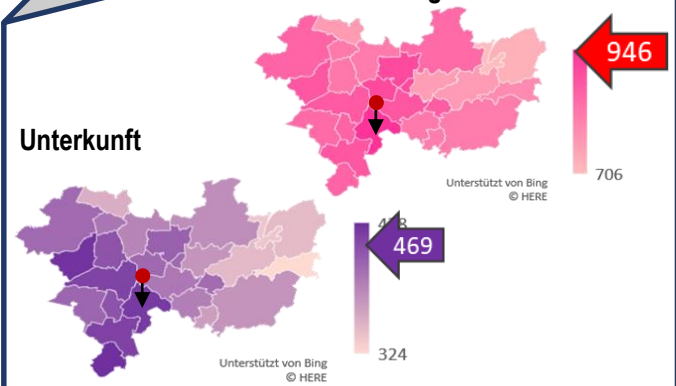 946
706
Unterstützt von Bing
© HERE
Unterkunft
469
324
Unterstützt von Bing
© HERE